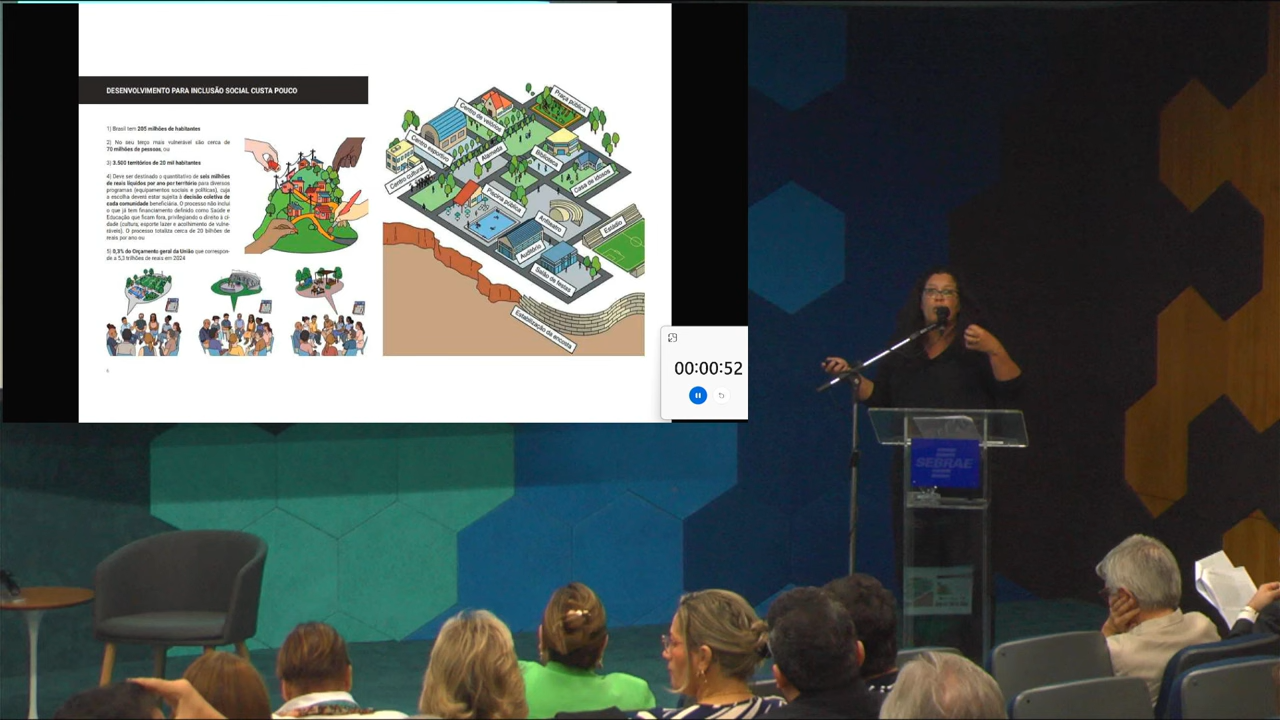 DESENVOLVIMENTO PARA INCLUSÃO SOCIAL CUSTA POUCO
1) Brasil tem 205 milhões de habitantes
2) No seu terço mais vulnerável são cerca de
70 milhões de pessoas, ou
3) 3.500 territórios de 20 mil habitantes
4) Deve ser destinado o quantitativo de seis milhões
de reais líquidos por ano por território para diversos
programas (equipamentos sociais e políticas), cuja
a escolha deverá estar sujeita à decisão coletiva de
cada comunidade beneficiária. O processo não inclui
o que já tem financiamento definido como Saúde e
Educação que ficam fora, privilegiando o direito à ci-
dade (cultura, esporte lazer e acolhimento de vulne-
ráveis). O processo totaliza cerca de 20 bilhões de
reais por ano ou
5) 0,3% do Orçamento geral da União que correspon-
de a 5,3 trilhões de reais em 2024
Praça pública
Centro de velórios
Centro esportivo
Alameda
Biblioteca
Centro cultural
Casa de idosos
Piscina pública
Anfiteatro
Estádio
Auditório
Salão de festas
Estabilização de encosta
00:00:52
SEBRAE